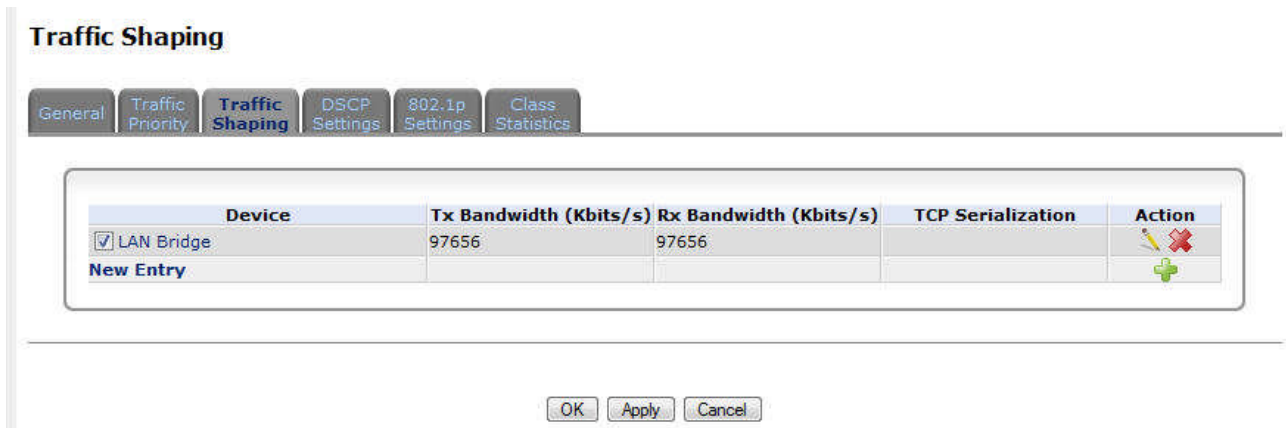 Traffic Shaping
General Traffic Priority Traffic Shaping DSCP Settings 802.1p Settings Class Statistics
Device Tx Bandwidth (Kbits/s) Rx Bandwidth (Kbits/s) TCP Serialization Action
LAN Bridge 97656 97656
New Entry
OK Apply Cancel